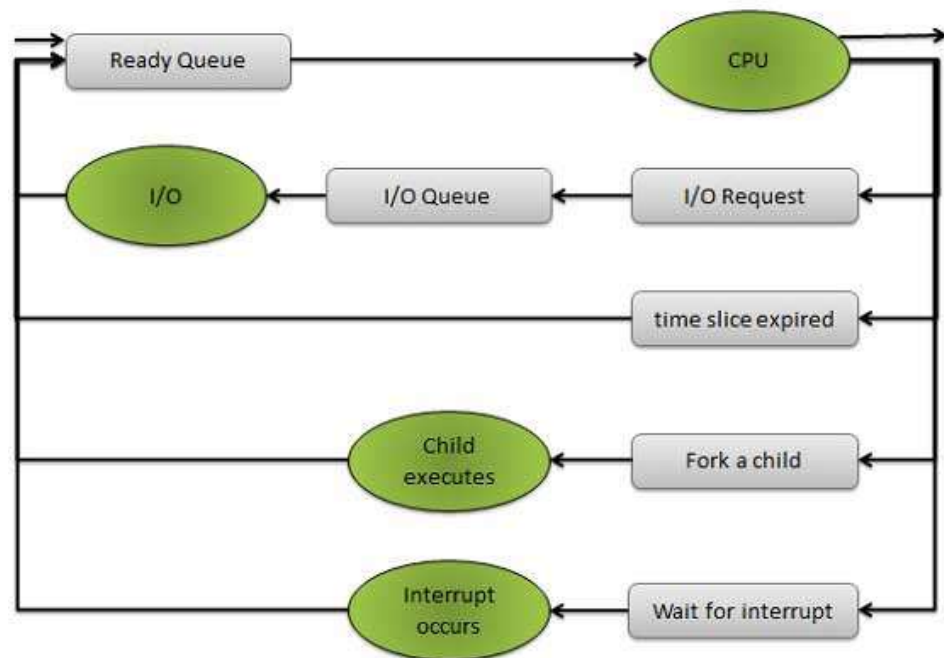 Ready Queue
CPU
I/O
I/O Queue
I/O Request
time slice expired
Child
executes
Fork a child
Interrupt
occurs
Wait for interrupt